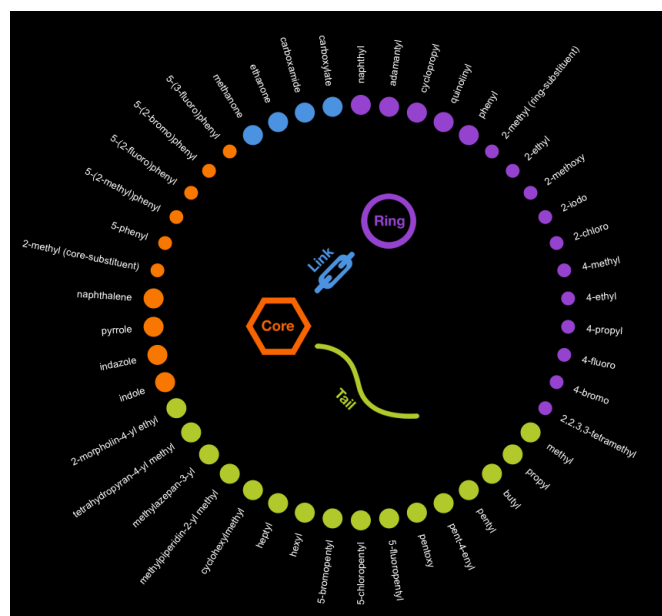 naphthyl
adamantyl
cyclopropyl
quinolinyl
phenyl
2-methyl (ring-substituent)
2-ethyl
2-methoxy
2-iodo
2-chloro
4-methyl
4-ethyl
4-propyl
4-fluoro
4-bromo
2,2,3,3-tetramethyl
methyl
propyl
butyl
pentyl
pent-4-enyl
pentoxy
5-fluoropentyl
5-chloropentyl
5-bromopentyl
hexyl
heptyl
cyclohexylmethyl
methylpiperidin-2-yl methyl
methylazepan-3-yl
tetrahydropyran-4-yl methyl
2-morpholin-4-yl ethyl
indole
indazole
pyrrole
naphthalene
2-methyl (core-substituent)
5-phenyl
5-(2-methyl)phenyl
5-(2-fluoro)phenyl
5-(2-bromo)phenyl
5-(3-fluoro)phenyl
methanone
ethanone
carboxamide
carboxylate
Ring
Link
Core
Tail